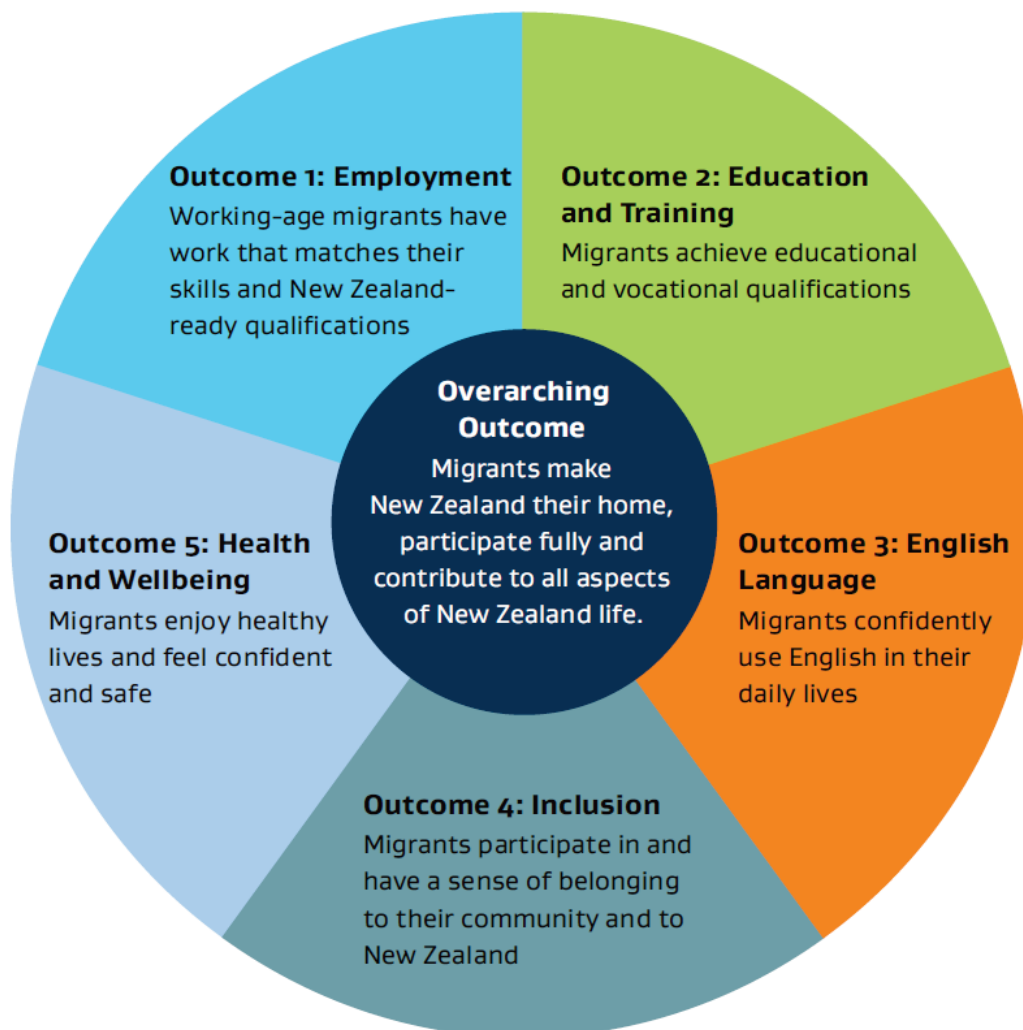 Outcome 1: Employment
Working-age migrants have
work that matches their
skills and New Zealand-
ready qualifications
Outcome 2: Education
and Training
Migrants achieve educational
and vocational qualifications
Overarching
Outcome
Migrants make
New Zealand their home,
participate fully and
contribute to all aspects
of New Zealand life.
Outcome 3: English
Language
Migrants confidently
use English in their
daily lives
Outcome 4: Inclusion
Migrants participate in and
have a sense of belonging
to their community and to
New Zealand
Outcome 5: Health
and Wellbeing
Migrants enjoy healthy
lives and feel confident
and safe